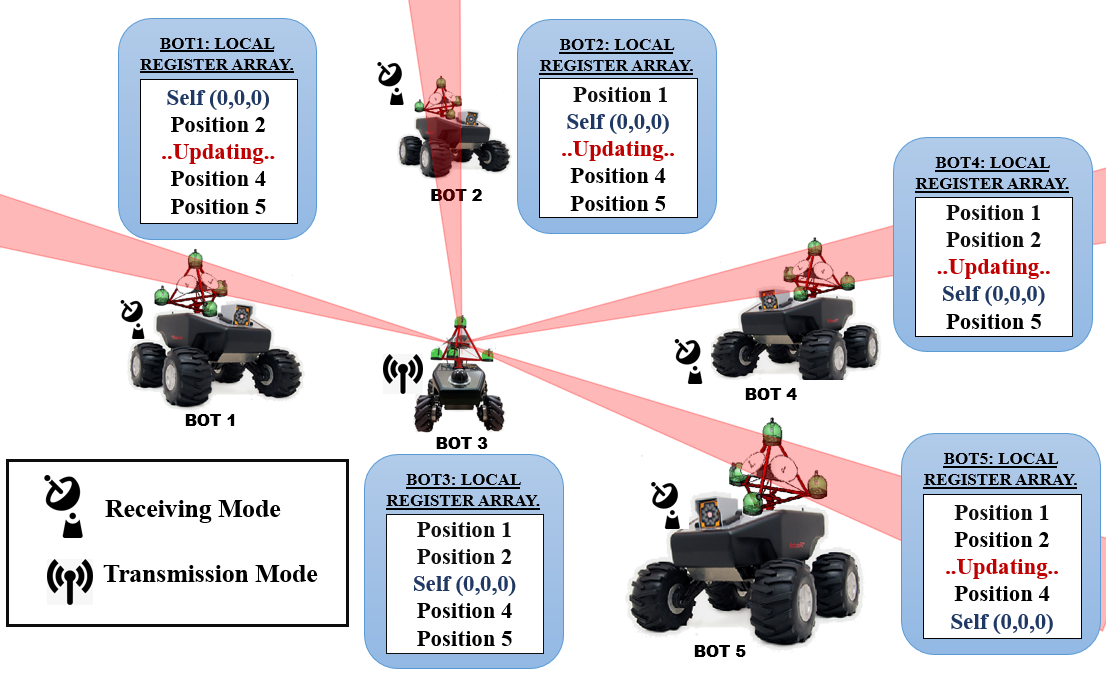 BOT1: LOCAL
REGISTER ARRAY.
Self (0,0,0)
Position 2
..Updating..
Position 4
Position 5
BOT2: LOCAL
REGISTER ARRAY.
Position 1
Self (0,0,0)
..Updating..
Position 4
Position 5
BOT 2
BOT4: LOCAL
REGISTER ARRAY.
Position 1
Position 2
..Updating..
Self (0,0,0)
Position 5
BOT 1
BOT 3
BOT 4
BOT3: LOCAL
REGISTER ARRAY.
Position 1
Position 2
Self (0,0,0)
Position 4
Position 5
BOT5: LOCAL
REGISTER ARRAY.
Position 1
Position 2
..Updating..
Position 4
Self (0,0,0)
BOT 5
Receiving Mode
Transmission Mode